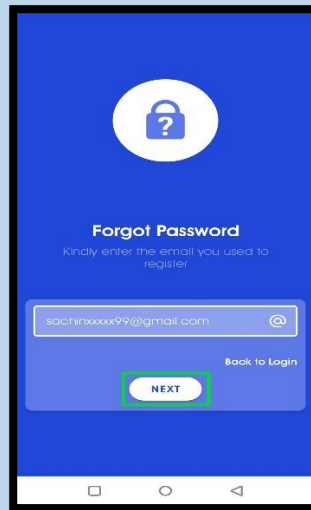 ?
Forgot Password
Kindly enter the email you used to
register
sachinxxxxx99@gmail.com @
Back to Login
NEXT